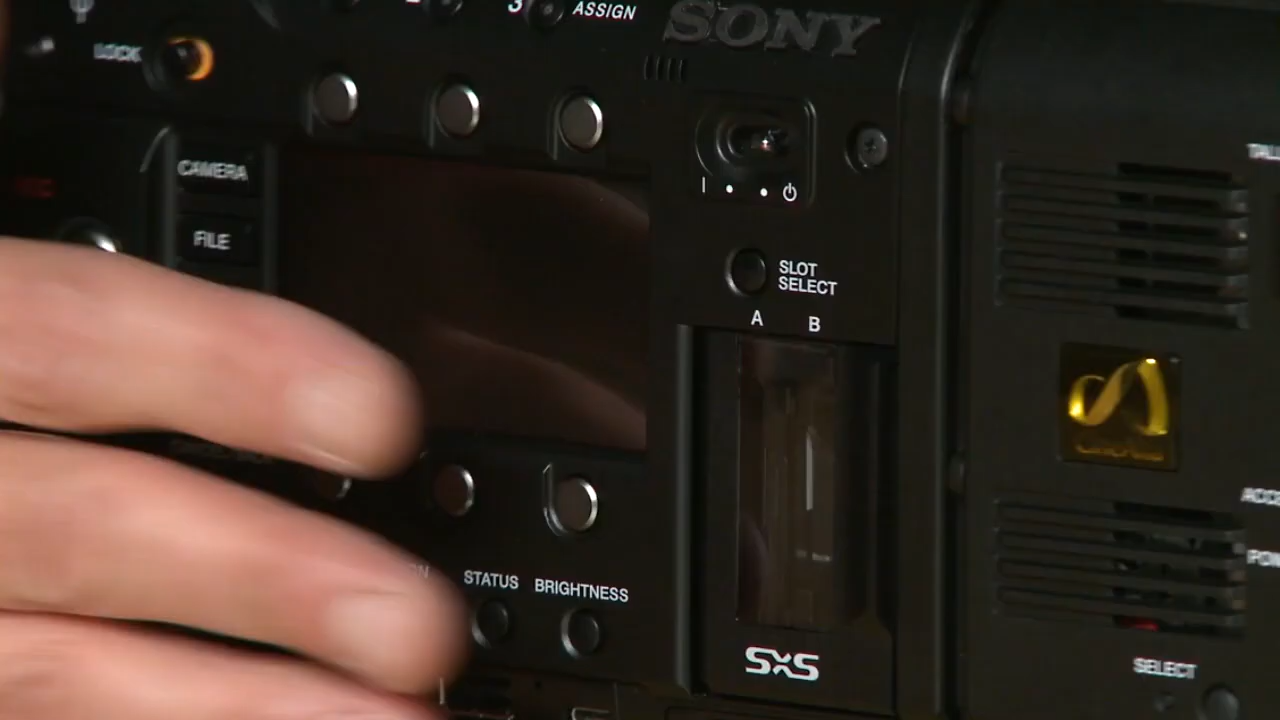 3 ASSIGN
SONY
LOCK
CAMERA
FILE
SLOT
SELECT
A B
STATUS BRIGHTNESS
SXS
SELECT